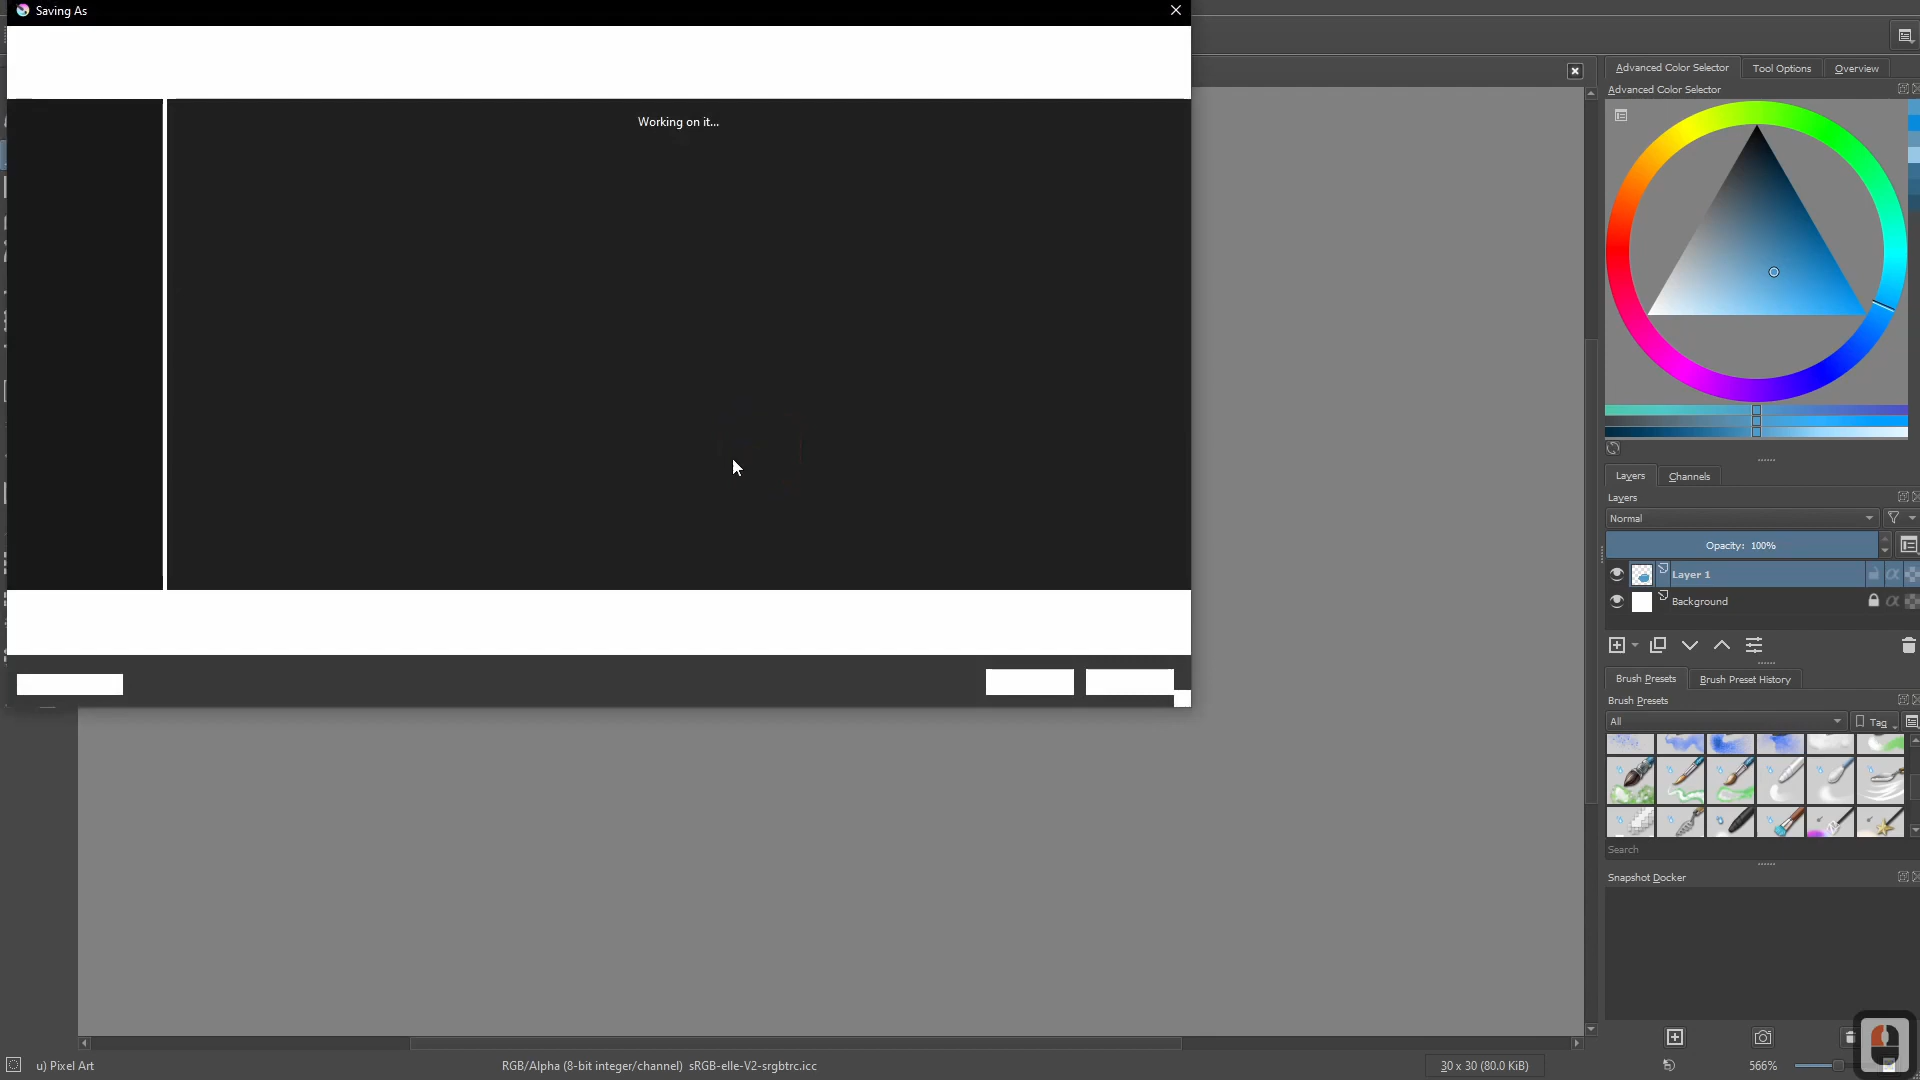 Saving As
Working on it...
Advanced Color Selector
Tool Options
Overview
Advanced Color Selector
Layers
Channels
Layers
Normal
Opacity: 100%
Layer 1
Background
Brush Presets
Brush Preset History
Brush Presets
All
Tag
Search
Snapshot Docker
u) Pixel Art
RGB/Alpha (8-bit integer/channel) sRGB-elle-V2-srgbtrc.icc
30 x 30 (80.0 KiB)
566%